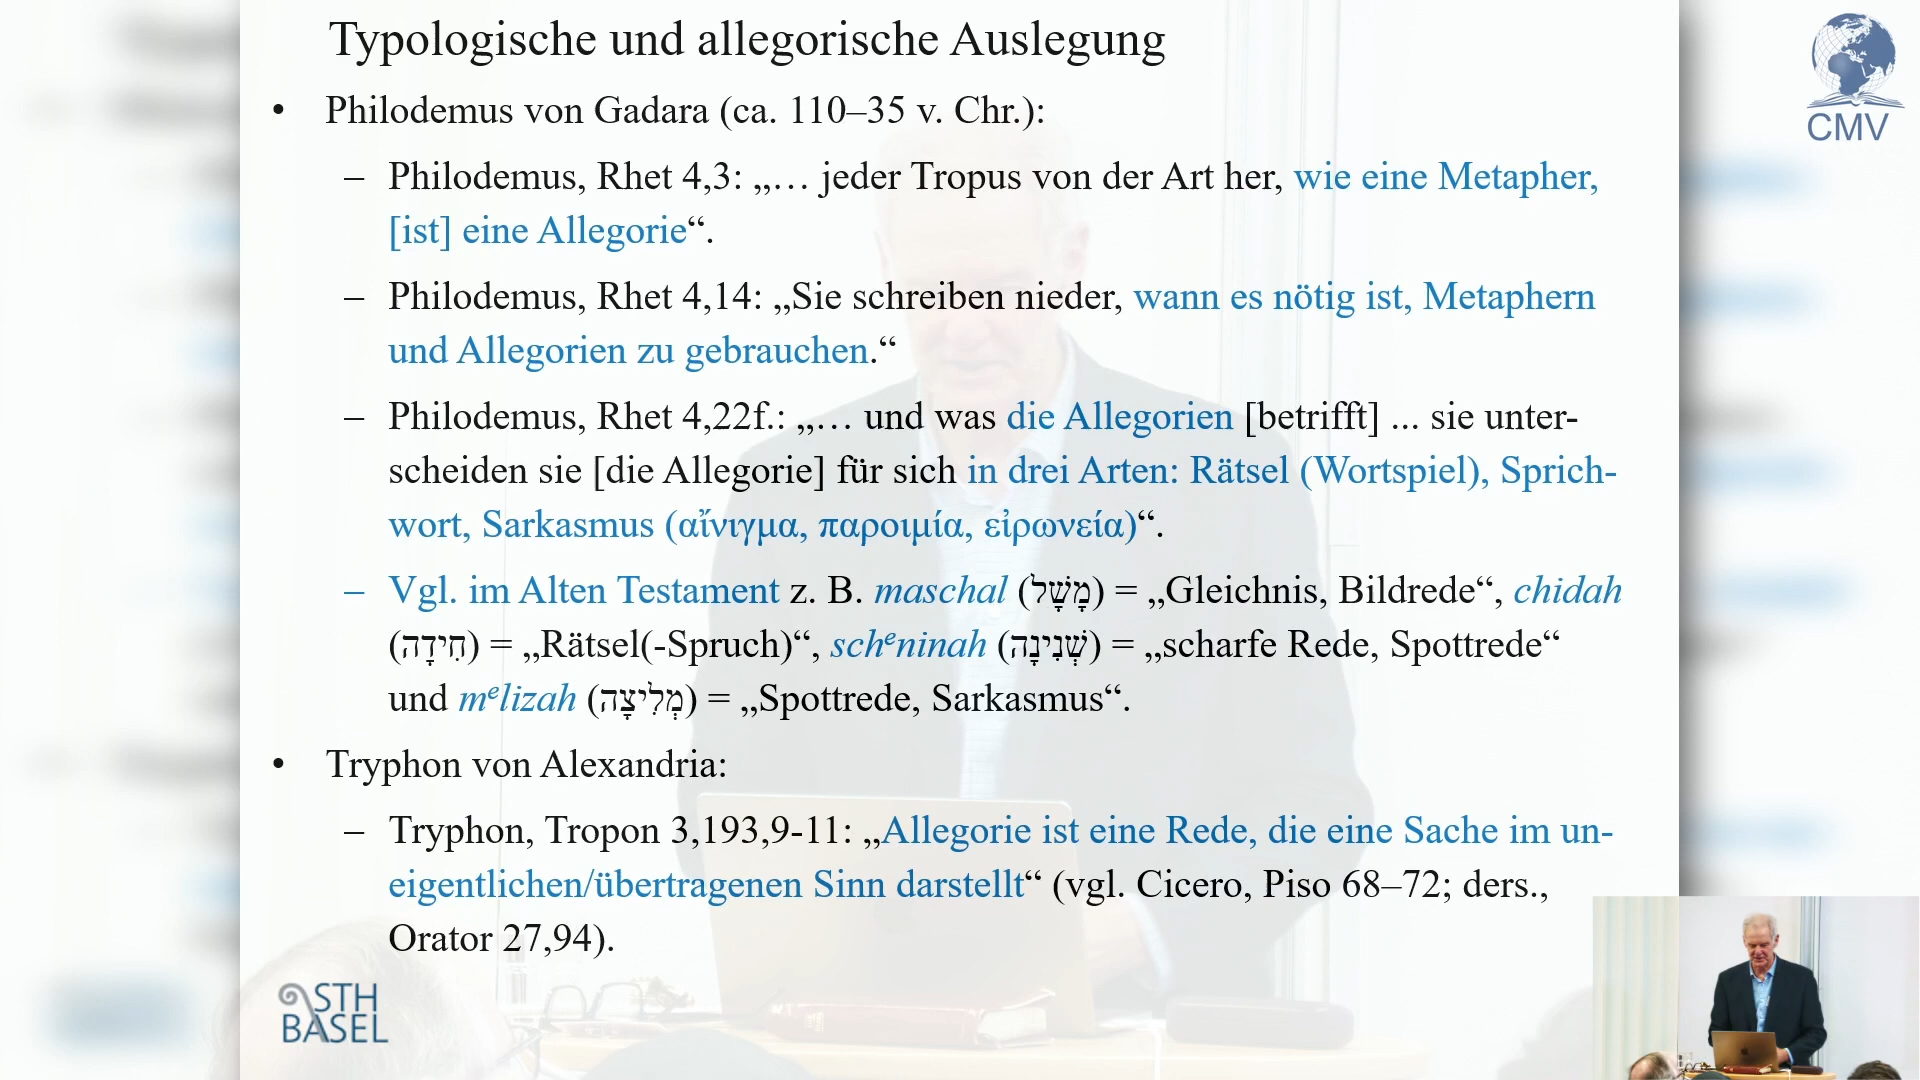 Typologische und allegorische Auslegung
• Philodemus von Gadara (ca. 110–35 v. Chr.):
– Philodemus, Rhet 4,3: „… jeder Tropus von der Art her, wie eine Metapher,
[ist] eine Allegorie“.
– Philodemus, Rhet 4,14: „Sie schreiben nieder, wann es nötig ist, Metaphern
und Allegorien zu gebrauchen.“
– Philodemus, Rhet 4,22f.: „… und was die Allegorien [betrifft] ... sie unter-
scheiden sie [die Allegorie] für sich in drei Arten: Rätsel (Wortspiel), Sprich-
wort, Sarkasmus (αἴνιγμα, παροιμία, εἰρωνεία)“.
– Vgl. im Alten Testament z. B. maschal (מָשָׁל) = „Gleichnis, Bildrede“, chidah
(חִידָה) = „Rätsel(-Spruch)“, scheninah (שְׁנִינָה) = „scharfe Rede, Spottrede“
und melizah (מְלִיצָה) = „Spottrede, Sarkasmus“.
• Tryphon von Alexandria:
– Tryphon, Tropon 3,193,9-11: „Allegorie ist eine Rede, die eine Sache im un-
eigentlichen/übertragenen Sinn darstellt“ (vgl. Cicero, Piso 68–72; ders.,
Orator 27,94).
STH
BASEL
CMV